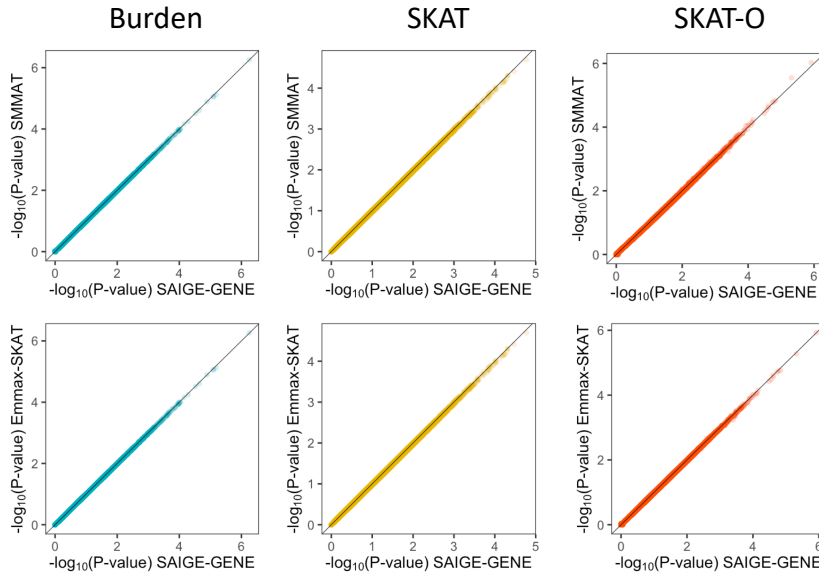 Burden SKAT SKAT-O
-log10(P-value) SMMAT
6
4
2
0
0 2 4 6
-log10(P-value) SAIGE-GENE
-log10(P-value) SMMAT
4
3
2
1
0
0 1 2 3 4 5
-log10(P-value) SAIGE-GENE
-log10(P-value) SMMAT
6
4
2
0
0 2 4 6
-log10(P-value) SAIGE-GENE
-log10(P-value) Emmax-SKAT
6
4
2
0
0 2 4 6
-log10(P-value) SAIGE-GENE
-log10(P-value) Emmax-SKAT
4
3
2
1
0
0 1 2 3 4 5
-log10(P-value) SAIGE-GENE
-log10(P-value) Emmax-SKAT
6
4
2
0
0 2 4 6
-log10(P-value) SAIGE-GENE